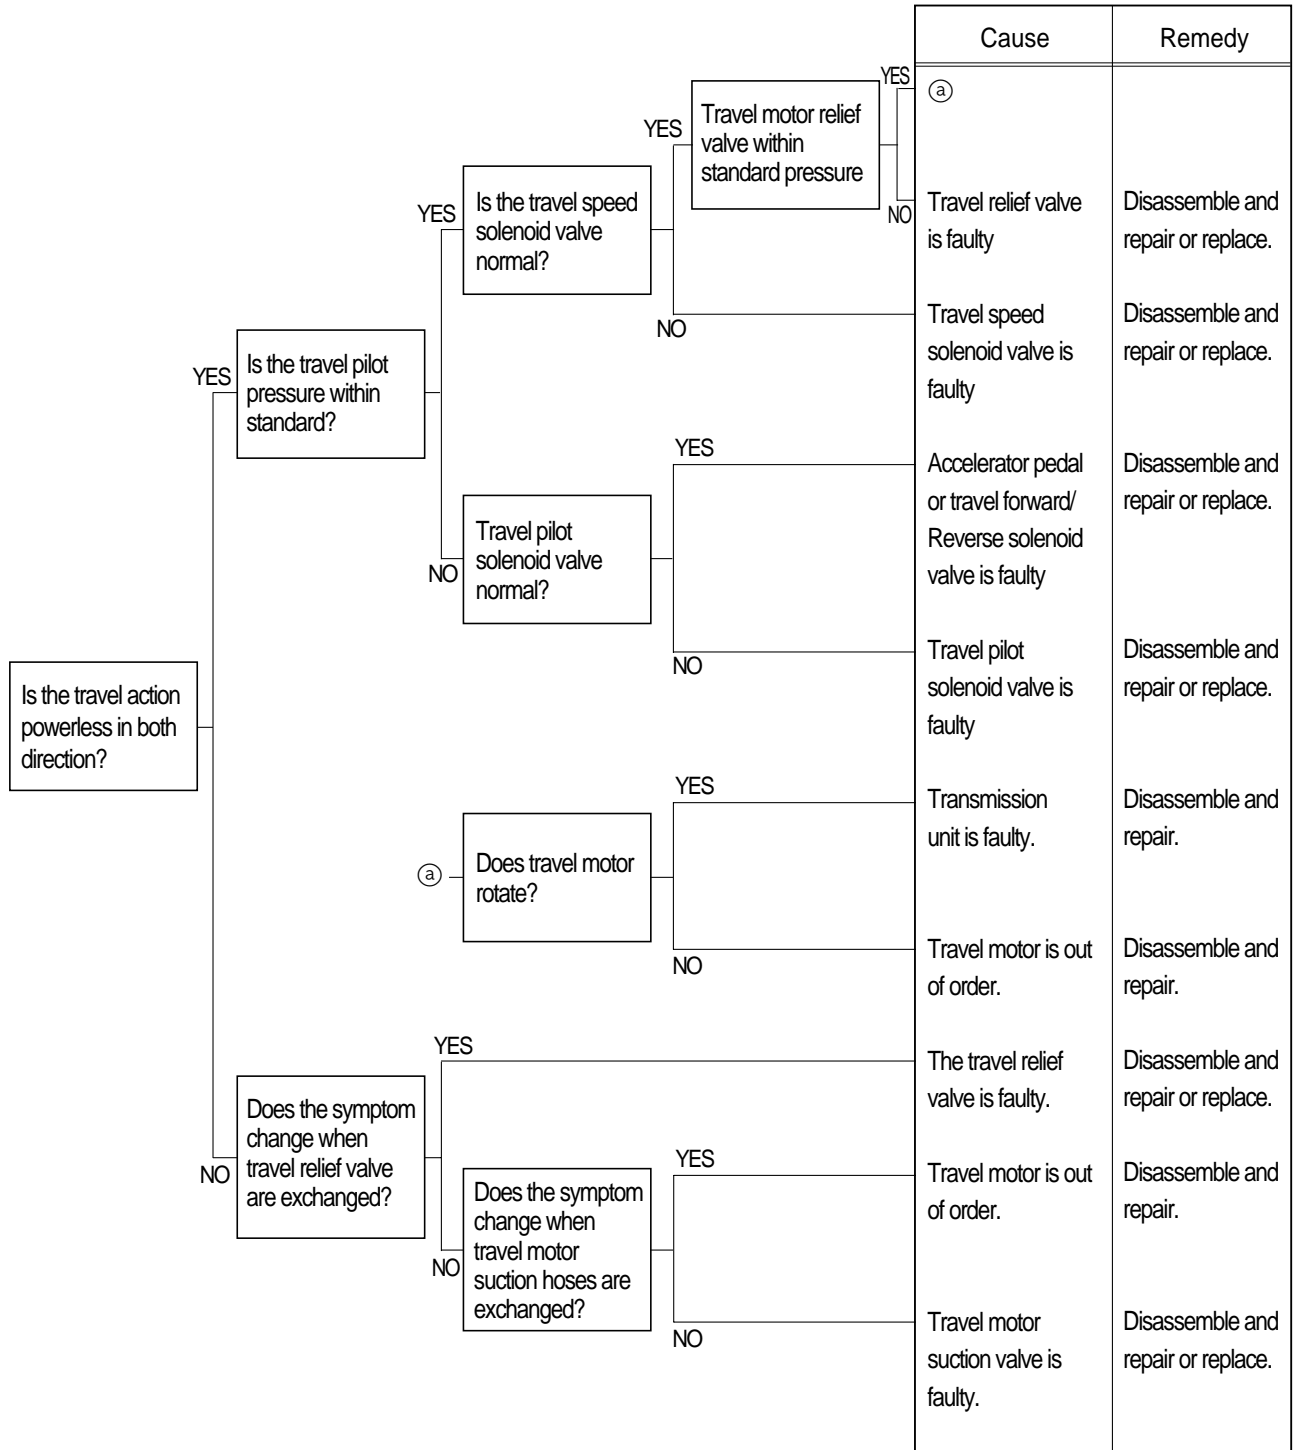 Cause
Remedy
YES
ⓐ
Travel motor relief
valve within
standard pressure
YES
NO
Travel relief valve
is faulty
Disassemble and
repair or replace.
YES
Is the travel speed
solenoid valve
normal?
NO
Travel speed
solenoid valve is
faulty
Disassemble and
repair or replace.
YES
Is the travel pilot
pressure within
standard?
YES
Accelerator pedal
or travel forward/
Reverse solenoid
valve is faulty
Disassemble and
repair or replace.
NO
Travel pilot
solenoid valve
normal?
NO
Travel pilot
solenoid valve is
faulty
Disassemble and
repair or replace.
Is the travel action
powerless in both
direction?
YES
Transmission
unit is faulty.
Disassemble and
repair.
ⓐ
Does travel motor
rotate?
NO
Travel motor is out
of order.
Disassemble and
repair.
YES
The travel relief
valve is faulty.
Disassemble and
repair or replace.
NO
Does the symptom
change when
travel relief valve
are exchanged?
YES
Travel motor is out
of order.
Disassemble and
repair.
NO
Does the symptom
change when
travel motor
suction hoses are
exchanged?
NO
Travel motor
suction valve is
faulty.
Disassemble and
repair or replace.